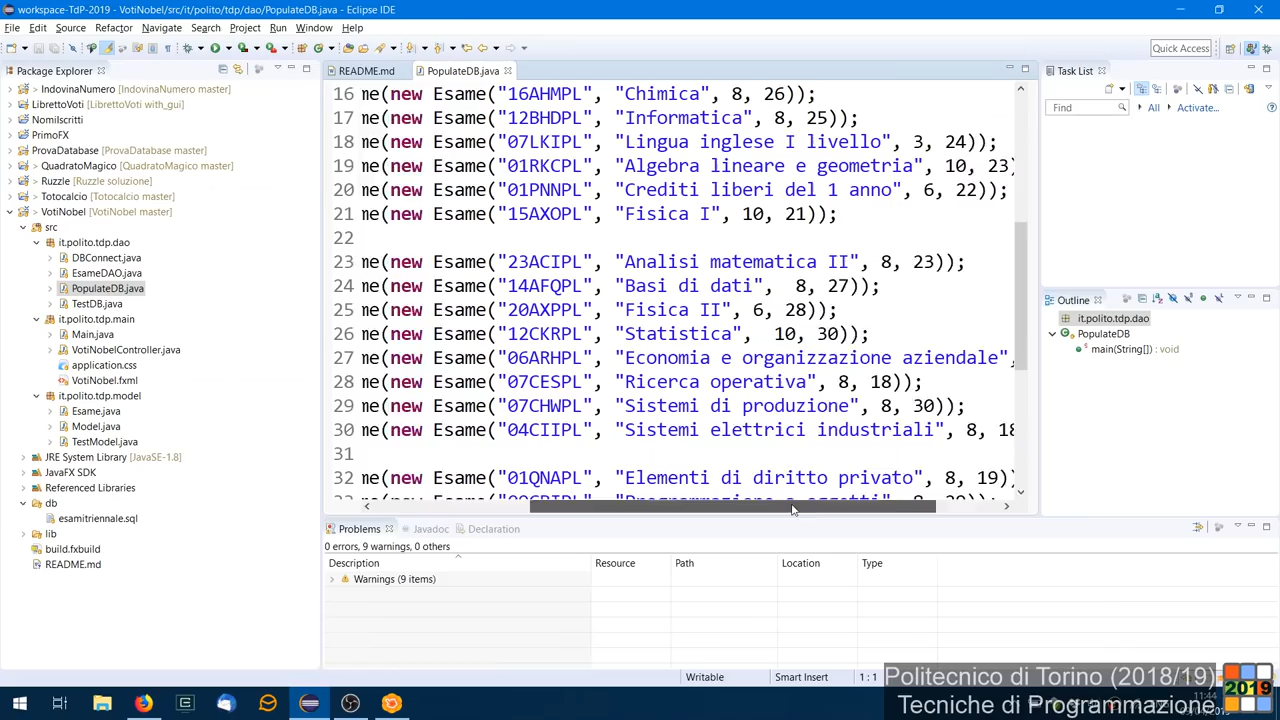 workspace-TdP-2019 - VotiNobel/src/it/polito/tdp/dao/PopulateDB.java - Eclipse IDE
File Edit Source Refactor Navigate Search Project Run Window Help
Quick Access
Package Explorer
IndovinaNumero [IndovinaNumero master]
LibrettoVoti [LibrettoVoti with_gui]
NomiIscritti
PrimoFX
ProvaDatabase [ProvaDatabase master]
> QuadratoMagico [QuadratoMagico master]
> Ruzzle [Ruzzle soluzione]
> Totocalcio [Totocalcio master]
> VotiNobel [VotiNobel master]
src
it.polito.tdp.dao
DBConnect.java
EsameDAO.java
PopulateDB.java
TestDB.java
it.polito.tdp.main
Main.java
VotiNobelController.java
application.css
VotiNobel.fxml
it.polito.tdp.model
Esame.java
Model.java
TestModel.java
JRE System Library [JavaSE-1.8]
JavaFX SDK
Referenced Libraries
db
esamitriennale.sql
lib
build.fxbuild
README.md
README.md PopulateDB.java
16 me(new Esame("16AHMPL", "Chimica", 8, 26));
17 me(new Esame("12BHDPL", "Informatica", 8, 25));
18 me(new Esame("07LKIPL", "Lingua inglese I livello", 3, 24));
19 me(new Esame("01RKCPL", "Algebra lineare e geometria", 10, 23)
20 me(new Esame("01PNNPL", "Crediti liberi del 1 anno", 6, 22));
21 me(new Esame("15AXOPL", "Fisica I", 10, 21));
22
23 me(new Esame("23ACIPL", "Analisi matematica II", 8, 23));
24 me(new Esame("14AFQPL", "Basi di dati",  8, 27));
25 me(new Esame("20AXPPL", "Fisica II", 6, 28));
26 me(new Esame("12CKRPL", "Statistica",  10, 30));
27 me(new Esame("06ARHPL", "Economia e organizzazione aziendale",
28 me(new Esame("07CESPL", "Ricerca operativa", 8, 18));
29 me(new Esame("07CHWPL", "Sistemi di produzione", 8, 30));
30 me(new Esame("04CIIPL", "Sistemi elettrici industriali", 8, 18
31
32 me(new Esame("01QNAPL", "Elementi di diritto privato", 8, 19))
Task List
Find All Activate...
Outline
it.polito.tdp.dao
PopulateDB
main(String[]) : void
Problems Javadoc Declaration
0 errors, 9 warnings, 0 others
Description Resource Path Location Type
Warnings (9 items)
Writable Smart Insert 1 : 1
Politecnico di Torino (2018/19)
Tecniche di Programmazione
2019
11:44